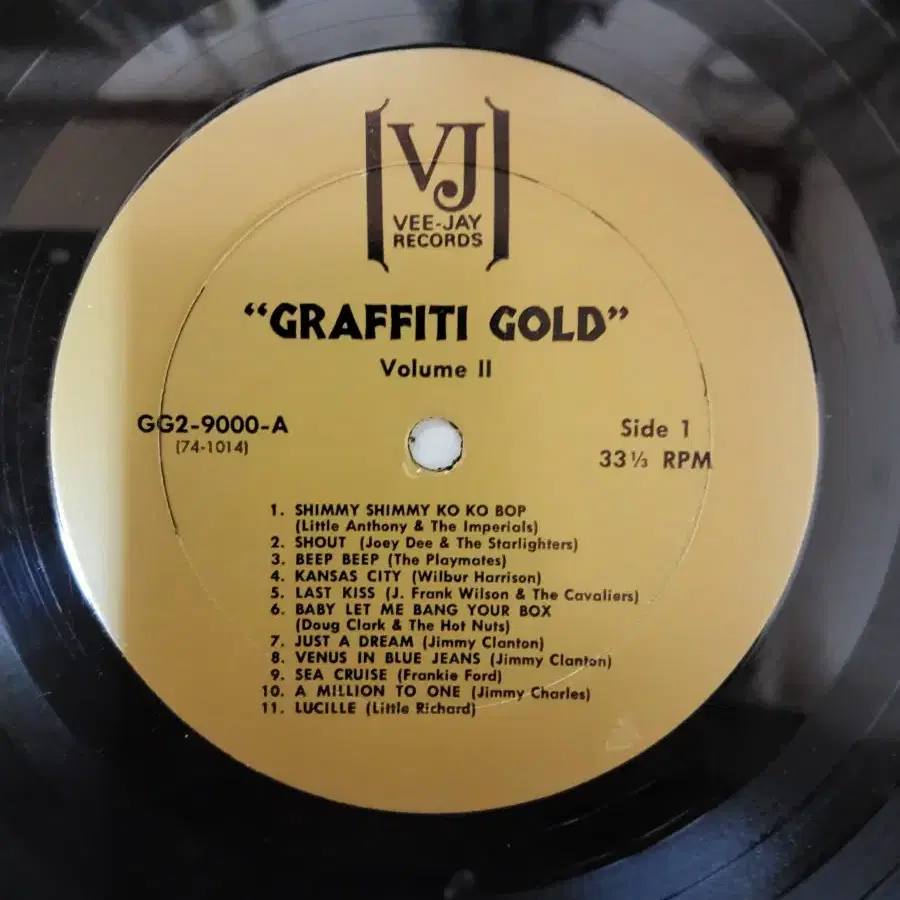 VJ
VEE-JAY
RECORDS
“GRAFFITI GOLD”
Volume II
GG2-9000-A
(74-1014)
Side 1
33⅓ RPM
1. SHIMMY SHIMMY KO KO BOP
(Little Anthony & The Imperials)
2. SHOUT (Joey Dee & The Starlighters)
3. BEEP BEEP (The Playmates)
4. KANSAS CITY (Wilbur Harrison)
5. LAST KISS (J. Frank Wilson & The Cavaliers)
6. BABY LET ME BANG YOUR BOX
(Doug Clark & The Hot Nuts)
7. JUST A DREAM (Jimmy Clanton)
8. VENUS IN BLUE JEANS (Jimmy Clanton)
9. SEA CRUISE (Frankie Ford)
10. A MILLION TO ONE (Jimmy Charles)
11. LUCILLE (Little Richard)